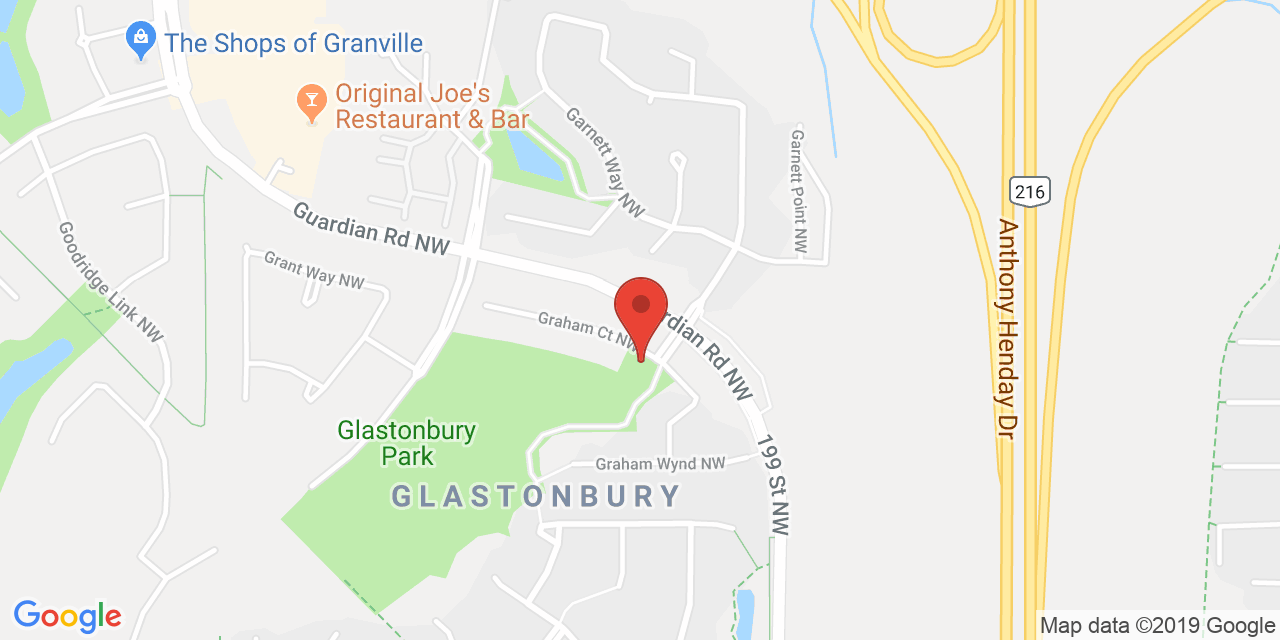 The Shops of Granville
Original Joe's
Restaurant & Bar
Garnett Way NW
Garnett Point NW
216
Guardian Rd NW
Goodridge Link NW
Grant Way NW
Anthony Henday Dr
Graham Ct NW
rdian Rd NW
Glastonbury
Park
199 St NW
Graham Wynd NW
GLASTONBURY
Google
Map data ©2019 Google